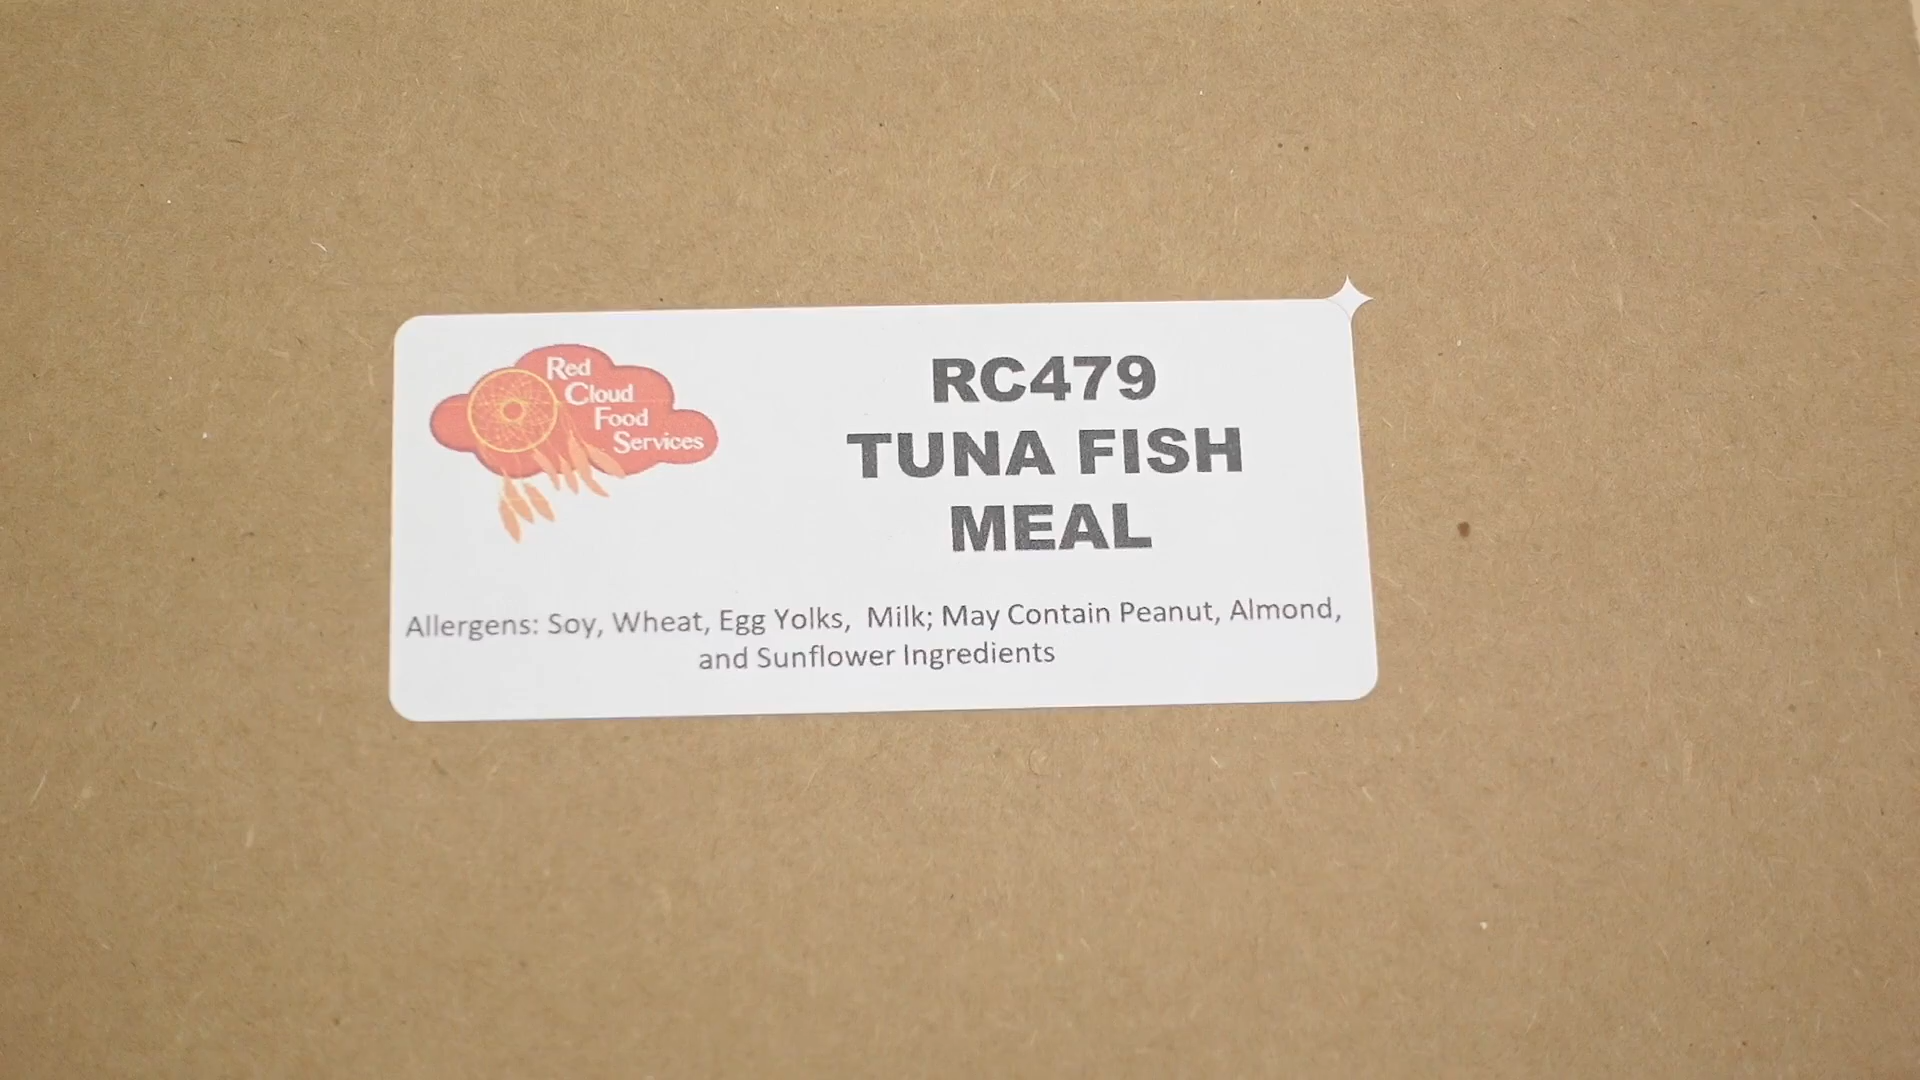 Red
Cloud
Food
Services
RC479
TUNA FISH
MEAL
Allergens: Soy, Wheat, Egg Yolks,  Milk; May Contain Peanut, Almond,
and Sunflower Ingredients